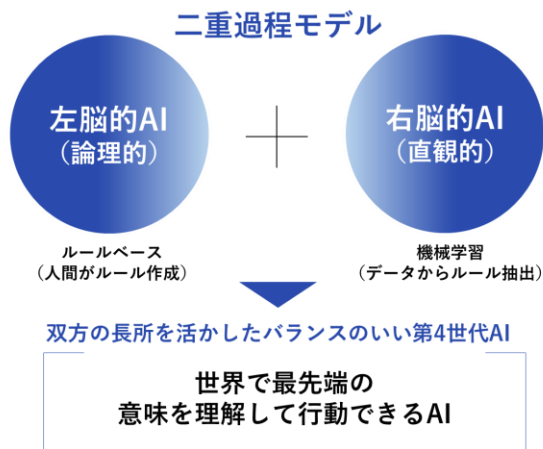 二重過程モデル
左脳的AI
（論理的）
右脳的AI
（直観的）
ルールベース
（人間がルール作成）
機械学習
（データからルール抽出）
双方の長所を活かしたバランスのいい第4世代AI
世界で最先端の
意味を理解して行動できるAI